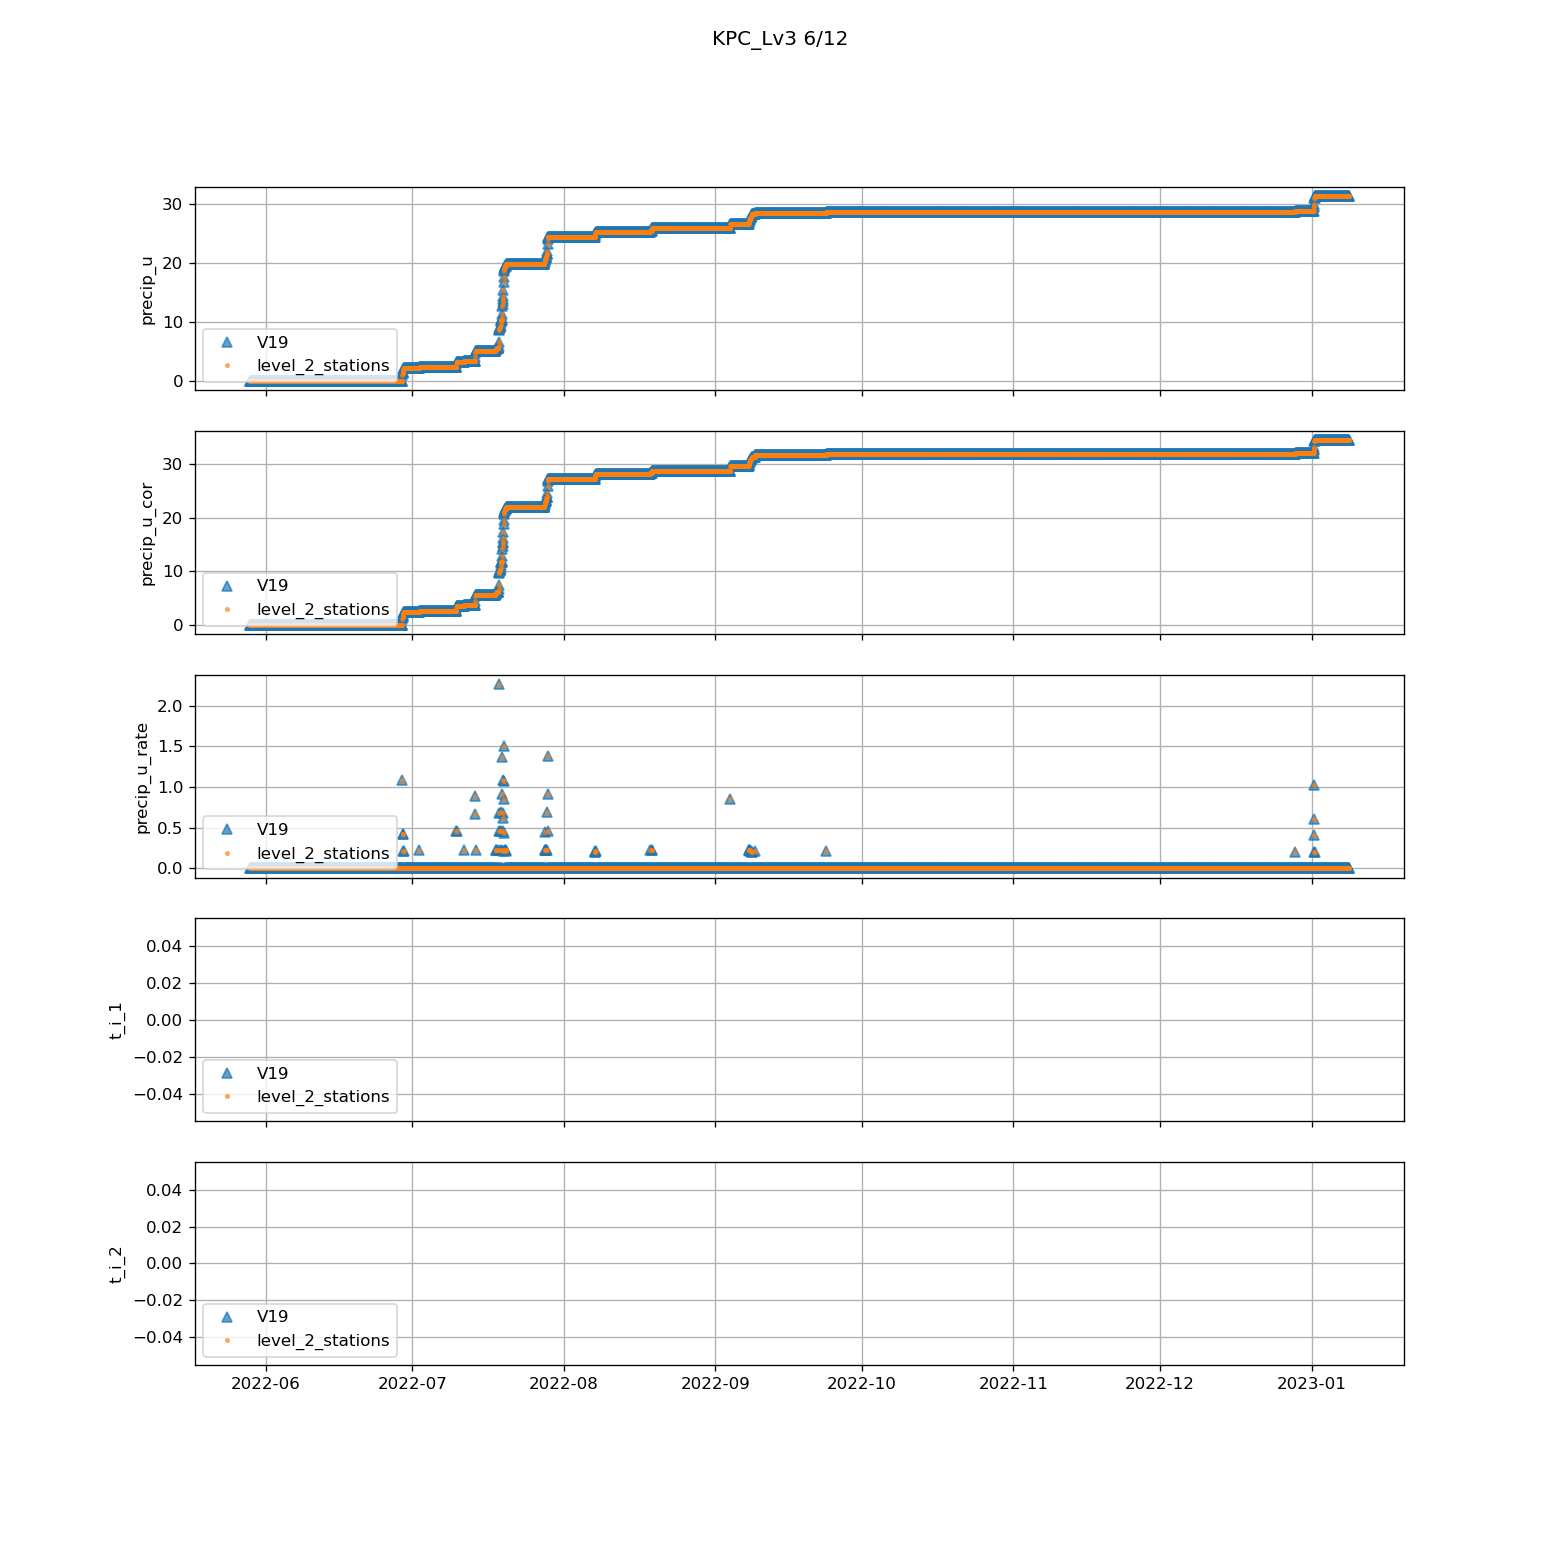 KPC_Lv3 6/12
30
20
10
0
precip_u
V19
level_2_stations
30
20
10
0
precip_u_cor
V19
level_2_stations
2.0
1.5
1.0
0.5
0.0
precip_u_rate
V19
level_2_stations
0.04
0.02
0.00
−0.02
−0.04
t_i_1
V19
level_2_stations
0.04
0.02
0.00
−0.02
−0.04
t_i_2
V19
level_2_stations
2022-06 2022-07 2022-08 2022-09 2022-10 2022-11 2022-12 2023-01